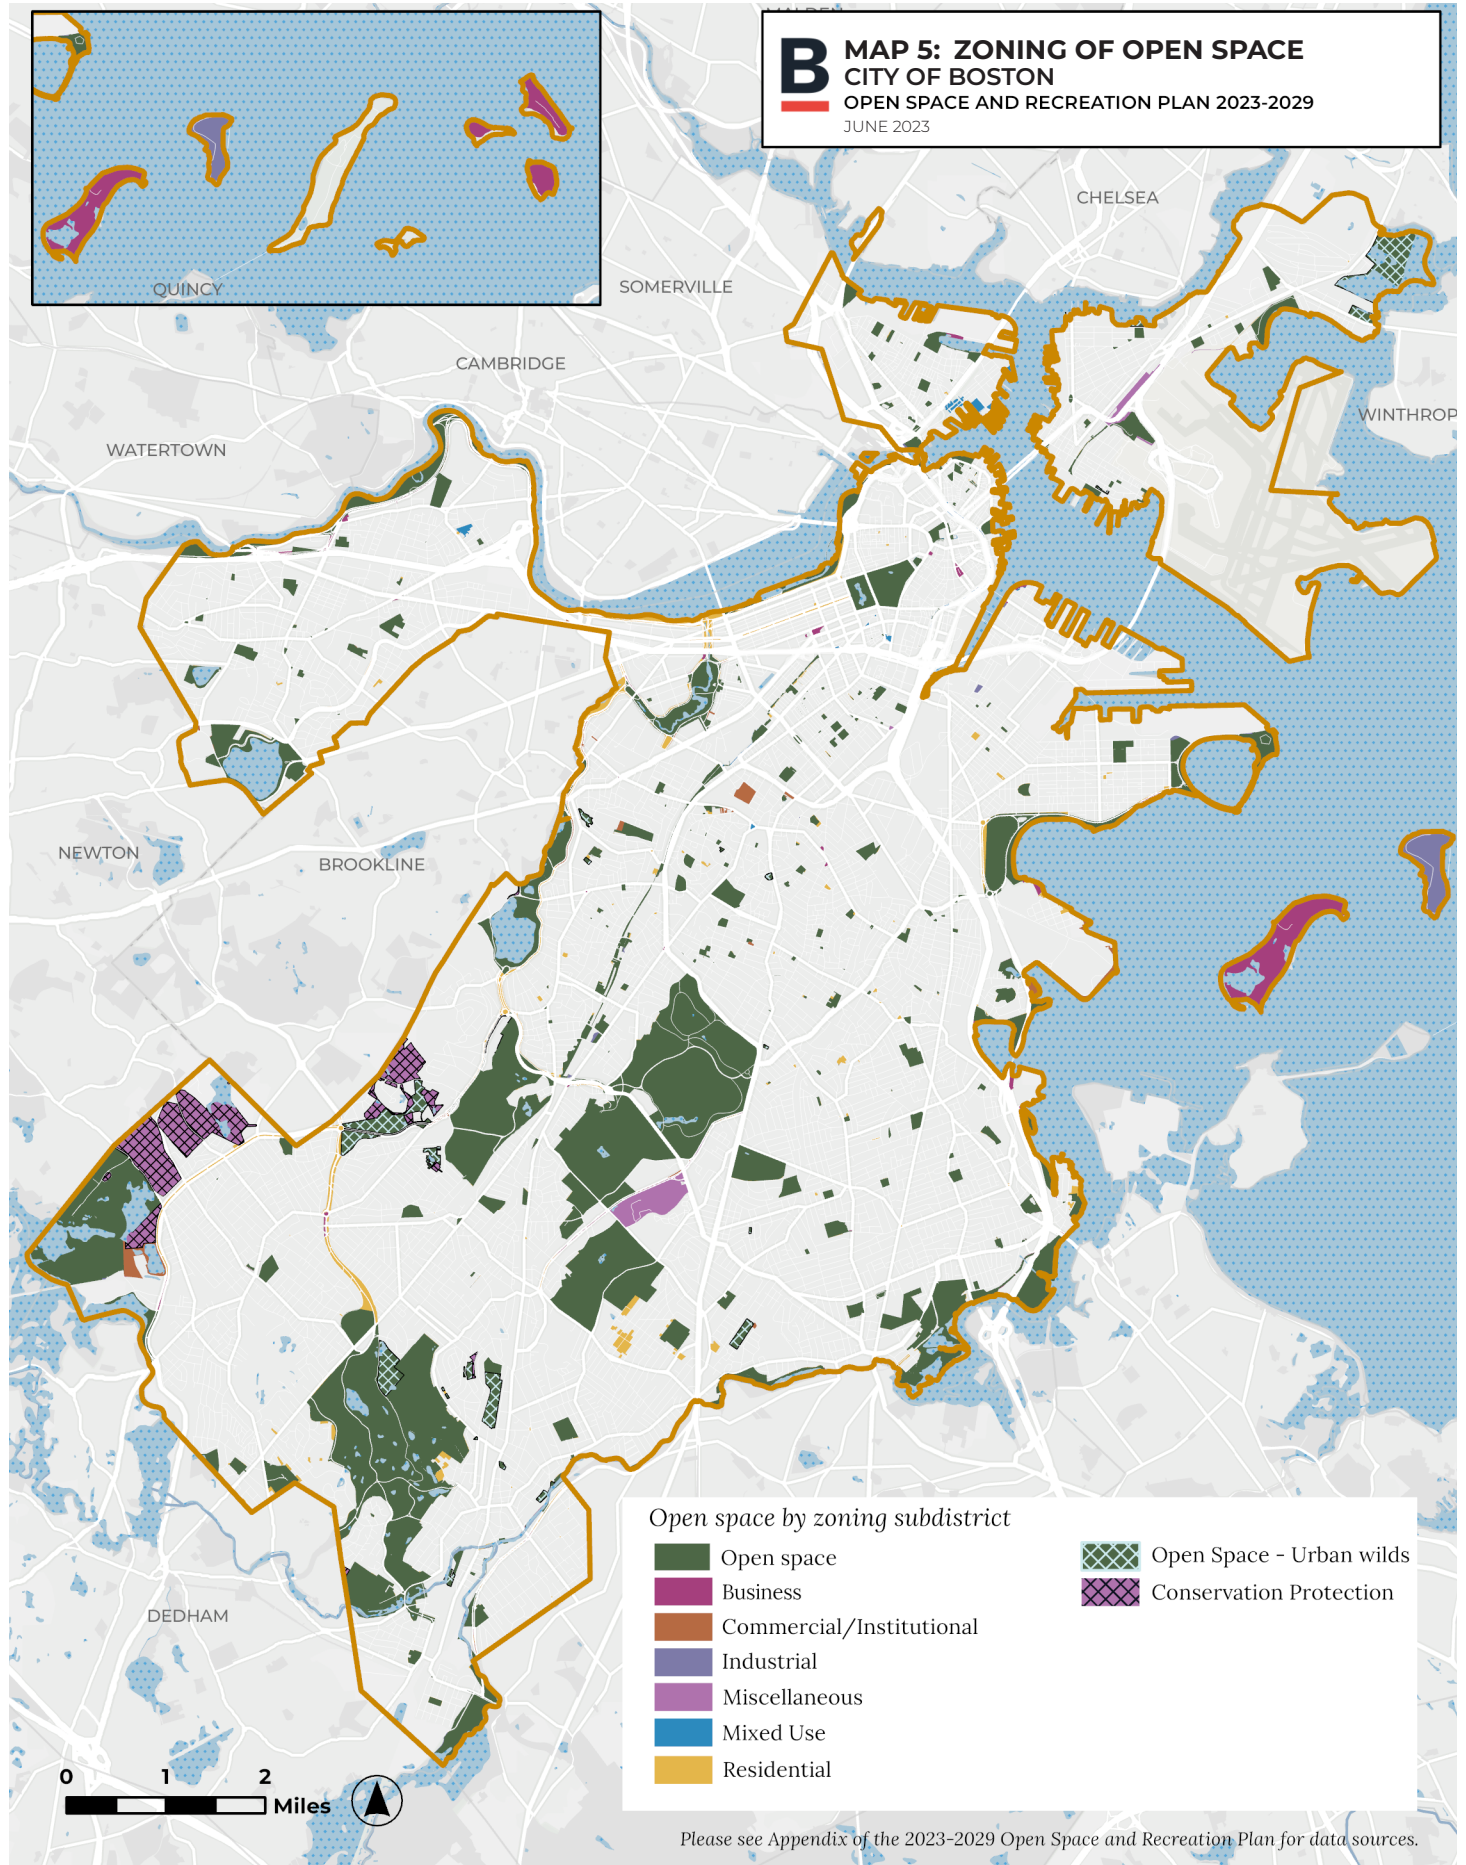 MALDEN
B
MAP 5: ZONING OF OPEN SPACE
CITY OF BOSTON
OPEN SPACE AND RECREATION PLAN 2023-2029
JUNE 2023
CHELSEA
QUINCY
SOMERVILLE
CAMBRIDGE
WINTHROP
WATERTOWN
NEWTON
BROOKLINE
DEDHAM
Open space by zoning subdistrict
Open space
Business
Commercial/Institutional
Industrial
Miscellaneous
Mixed Use
Residential
Open Space - Urban wilds
Conservation Protection
0 1 2
Miles
Please see Appendix of the 2023-2029 Open Space and Recreation Plan for data sources.